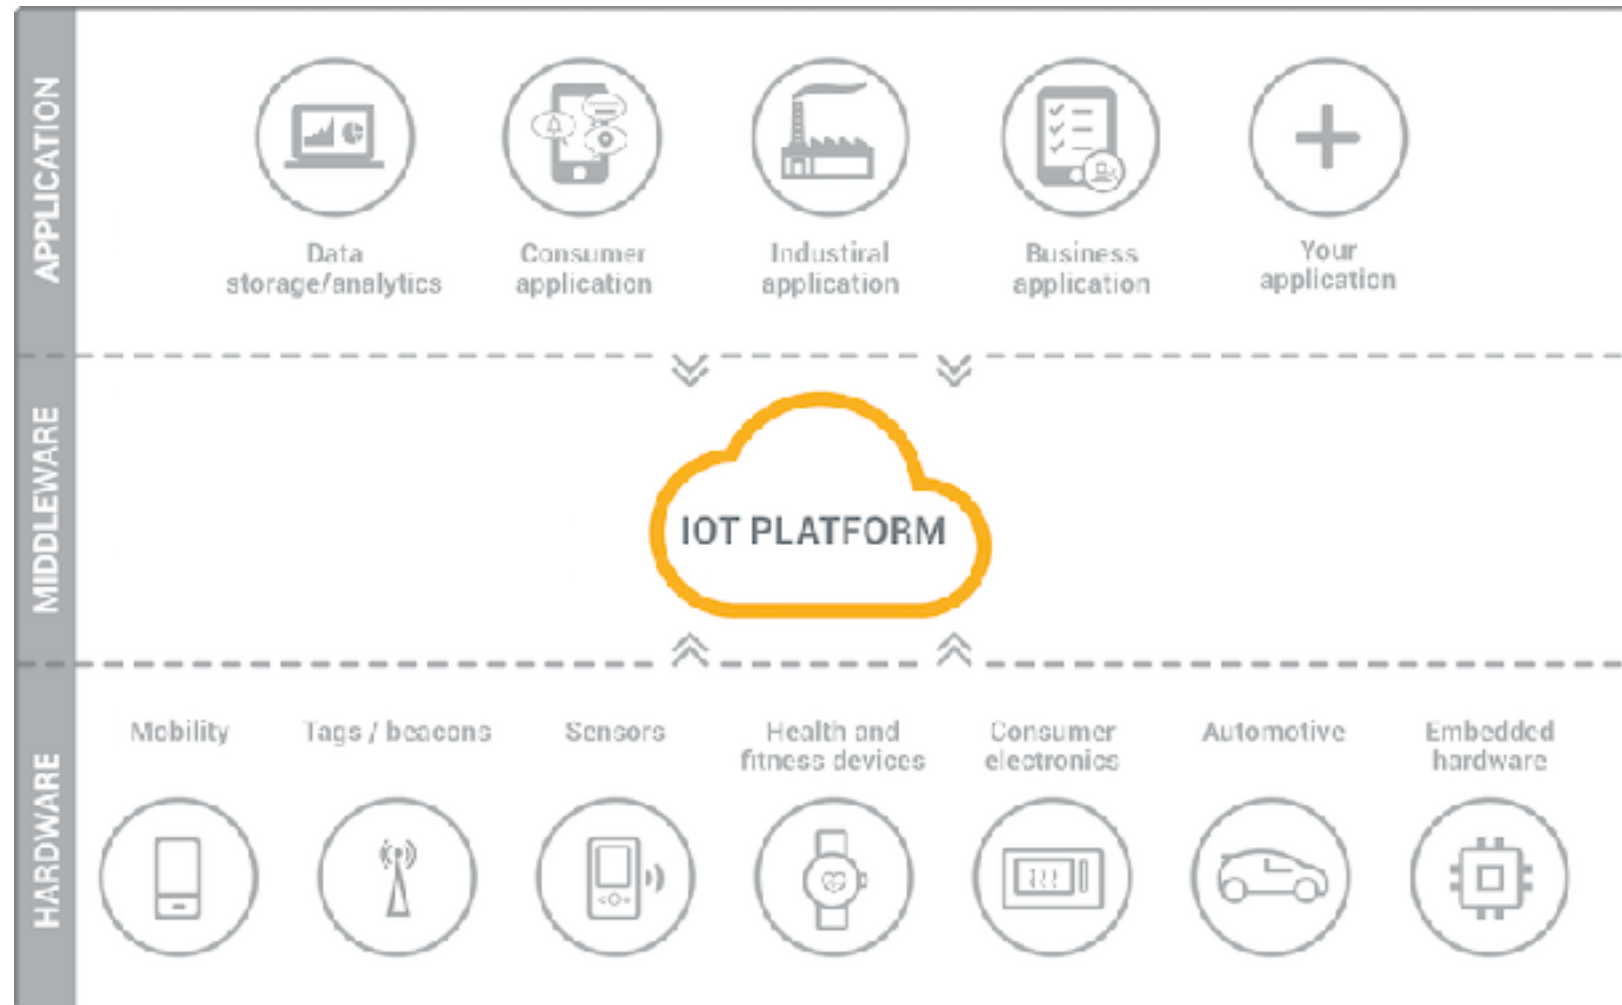 APPLICATION
Data
storage/analytics
Consumer
application
Industiral
application
Business
application
Your
application
MIDDLEWARE
IOT PLATFORM
HARDWARE
Mobility
Tags / beacons
Sensors
Health and
fitness devices
Consumer
electronics
Automotive
Embedded
hardware